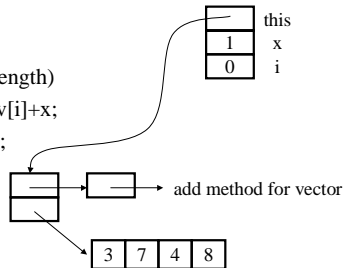 this
1 x
0 i
ength)
v[i]+x;
;
add method for vector
3 7 4 8